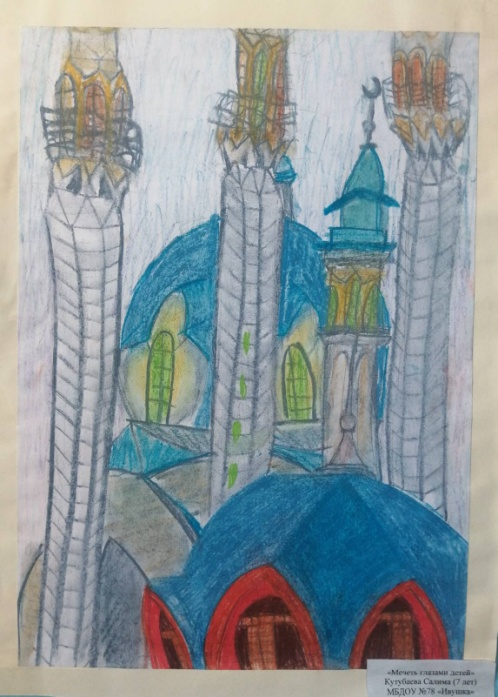 «Мечеть глазами детей»
Кутубаева Салима (7 лет)
МБДОУ №78 «Ивушка»